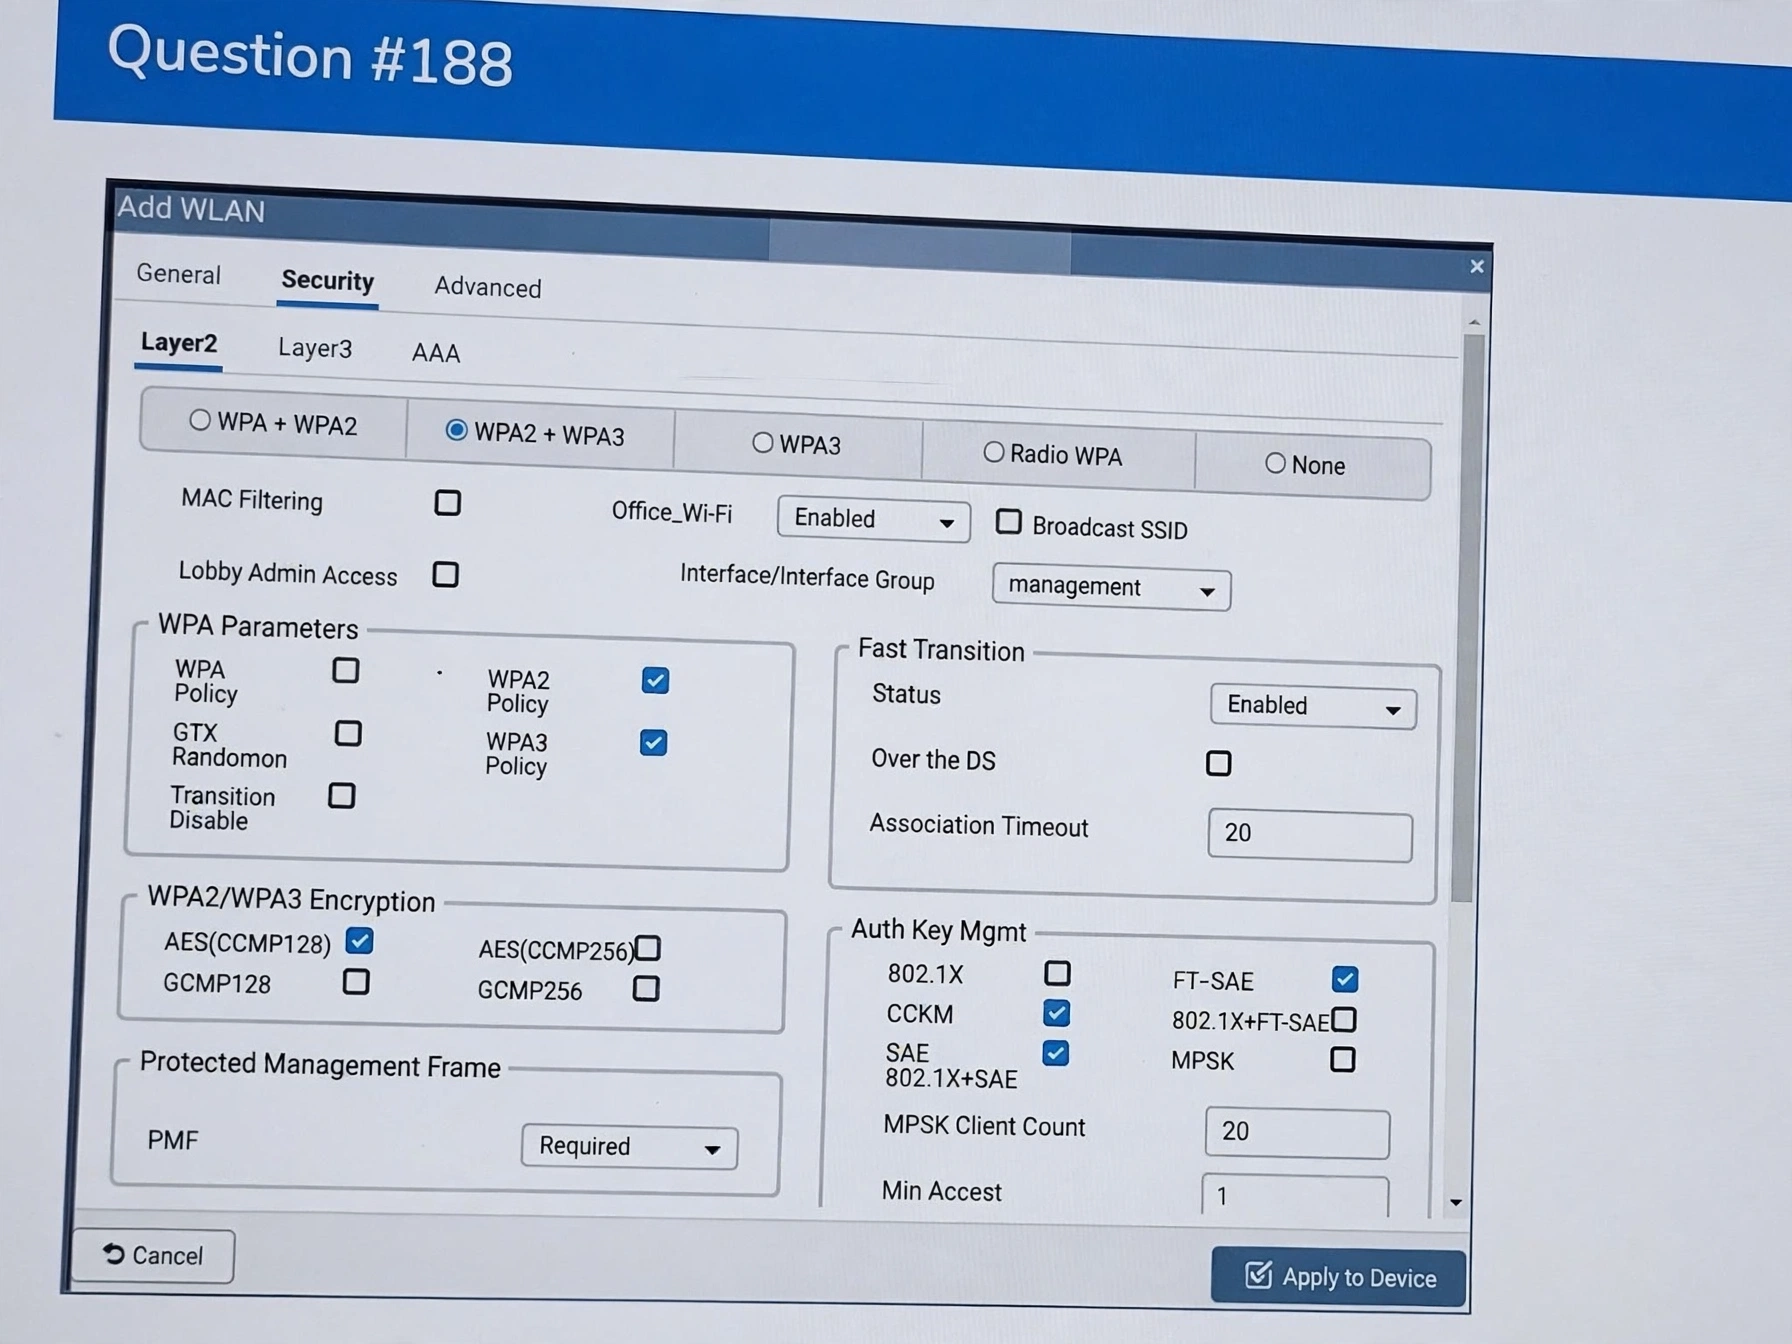 Question #188
Add WLAN
×
General Security Advanced
Layer2 Layer3 AAA
WPA + WPA2 WPA2 + WPA3 WPA3 Radio WPA None
MAC Filtering Office_Wi-Fi Enabled Broadcast SSID
Lobby Admin Access Interface/Interface Group management
WPA Parameters
WPA
Policy
WPA2
Policy
GTX
Randomon
WPA3
Policy
Transition
Disable
Fast Transition
Status Enabled
Over the DS
Association Timeout 20
WPA2/WPA3 Encryption
AES(CCMP128) AES(CCMP256)
GCMP128 GCMP256
Protected Management Frame
PMF Required
Auth Key Mgmt
802.1X FT-SAE
CCKM 802.1X+FT-SAE
SAE MPSK
802.1X+SAE
MPSK Client Count 20
Min Accest 1
Cancel Apply to Device